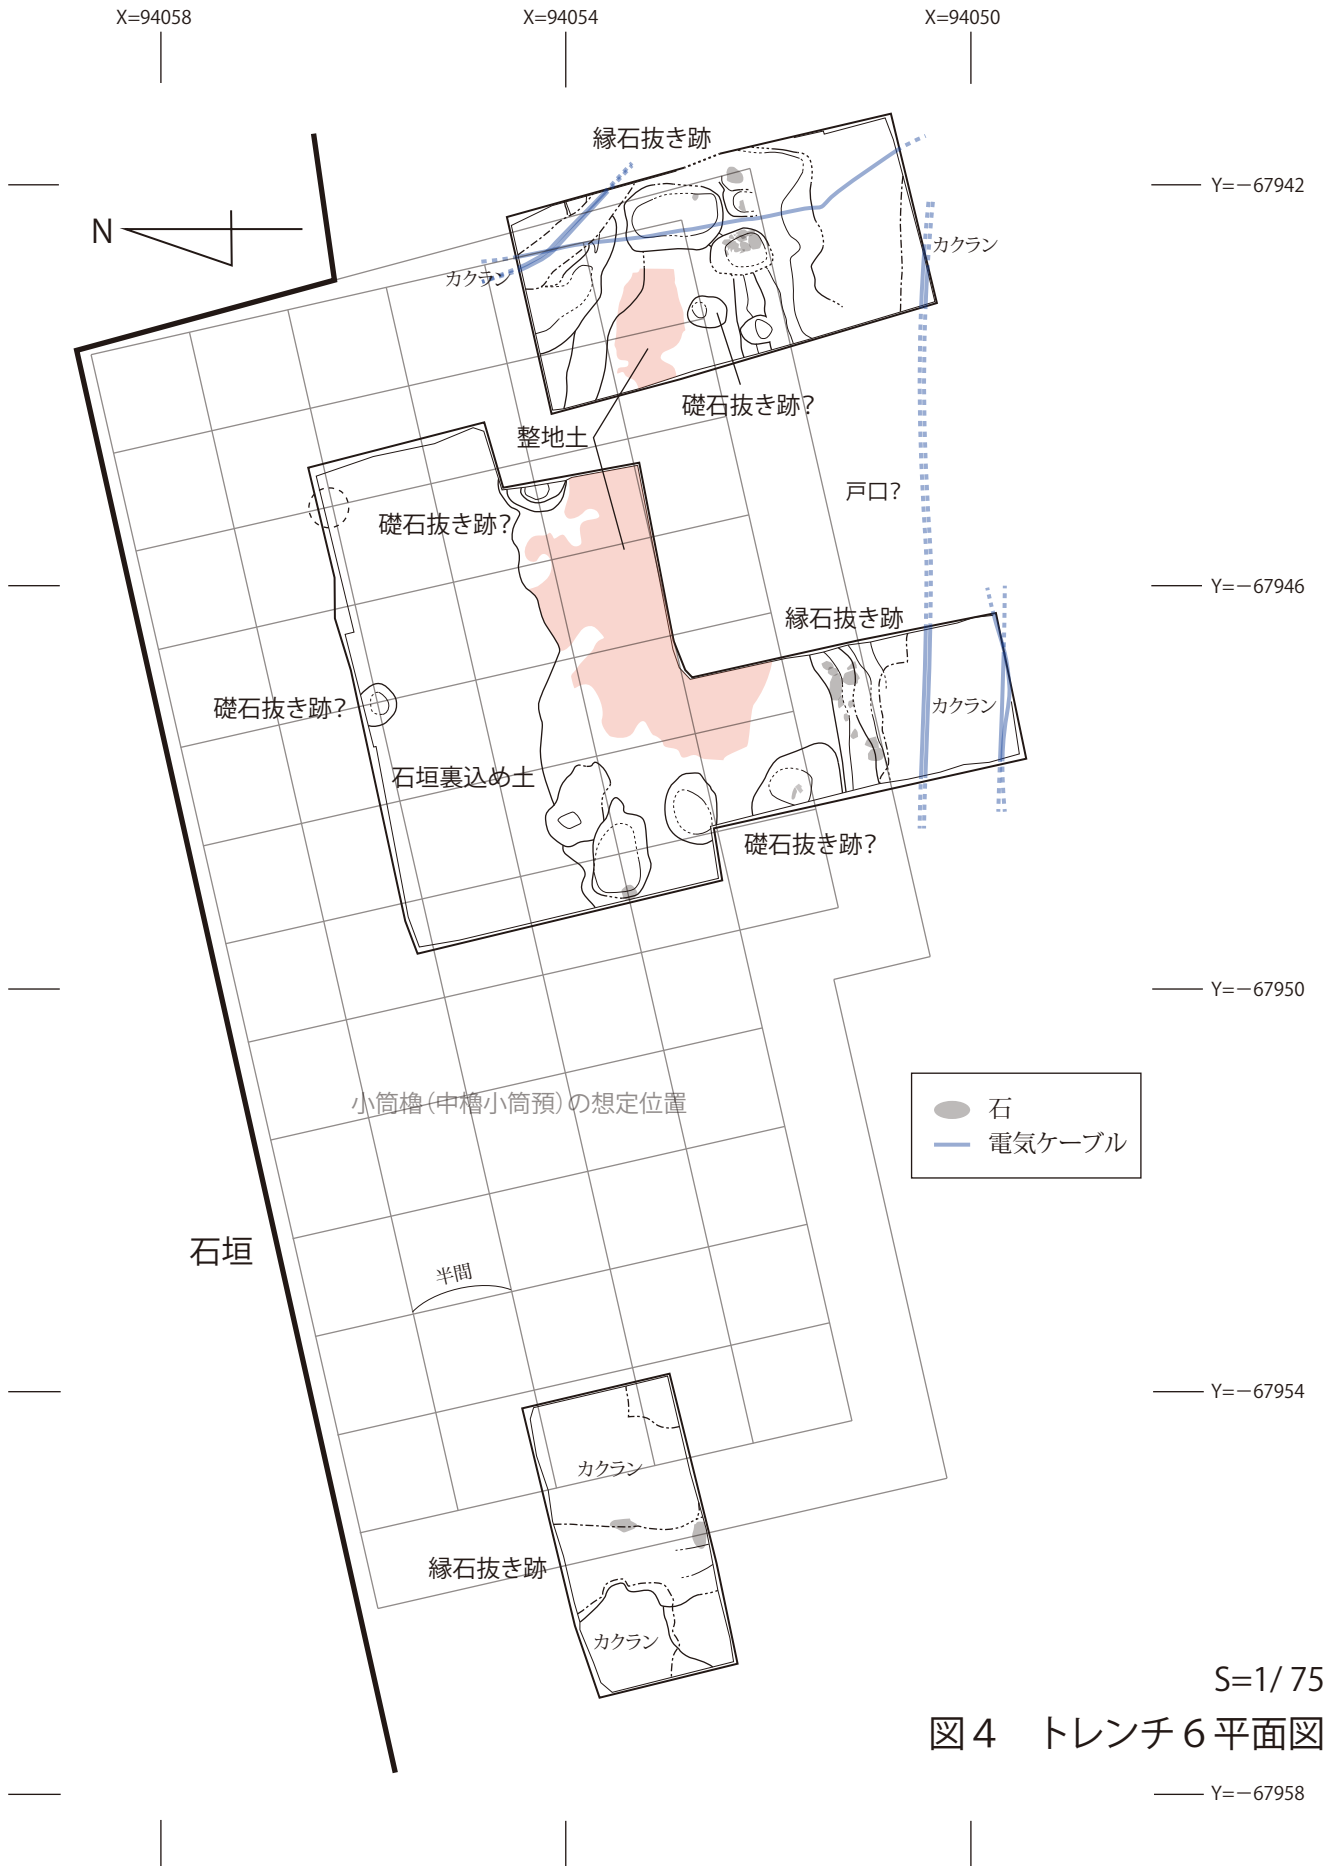 X=94058
X=94054
X=94050
縁石抜き跡
Y=−67942
N
カクラン
カクラン
礎石抜き跡?
整地土
戸口?
礎石抜き跡?
Y=−67946
縁石抜き跡
礎石抜き跡?
カクラン
石垣裏込め土
礎石抜き跡?
Y=−67950
小筒櫓(中櫓小筒預)の想定位置
石
電気ケーブル
石垣
半間
Y=−67954
カクラン
縁石抜き跡
カクラン
S=1/ 75
図4 トレンチ6平面図
Y=−67958